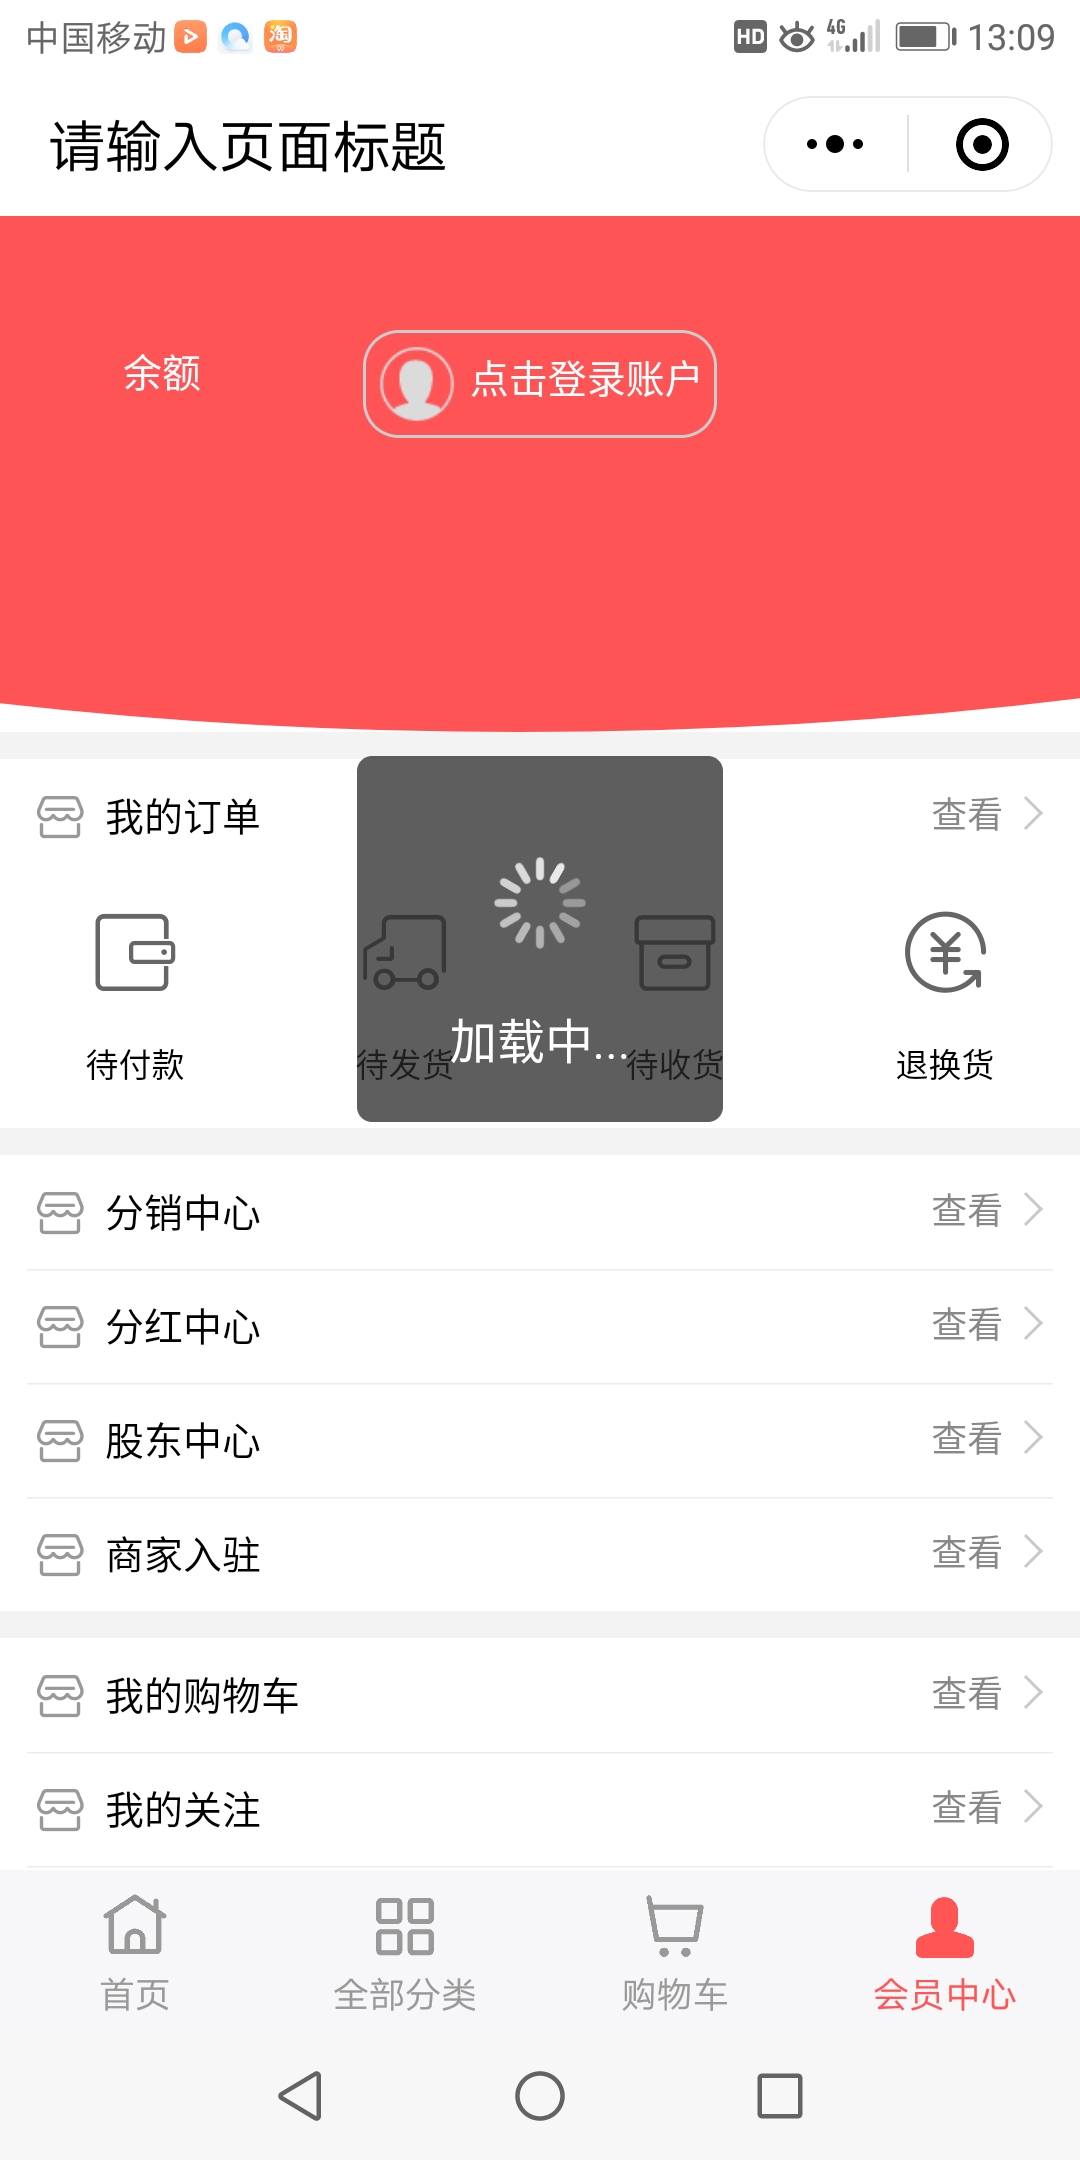 中国移动 淘 HD 4G 13:09
请输入页面标题
余额 点击登录账户
我的订单 查看
加载中...
待付款 待发货 待收货 退换货
分销中心 查看
分红中心 查看
股东中心 查看
商家入驻 查看
我的购物车 查看
我的关注 查看
首页 全部分类 购物车 会员中心